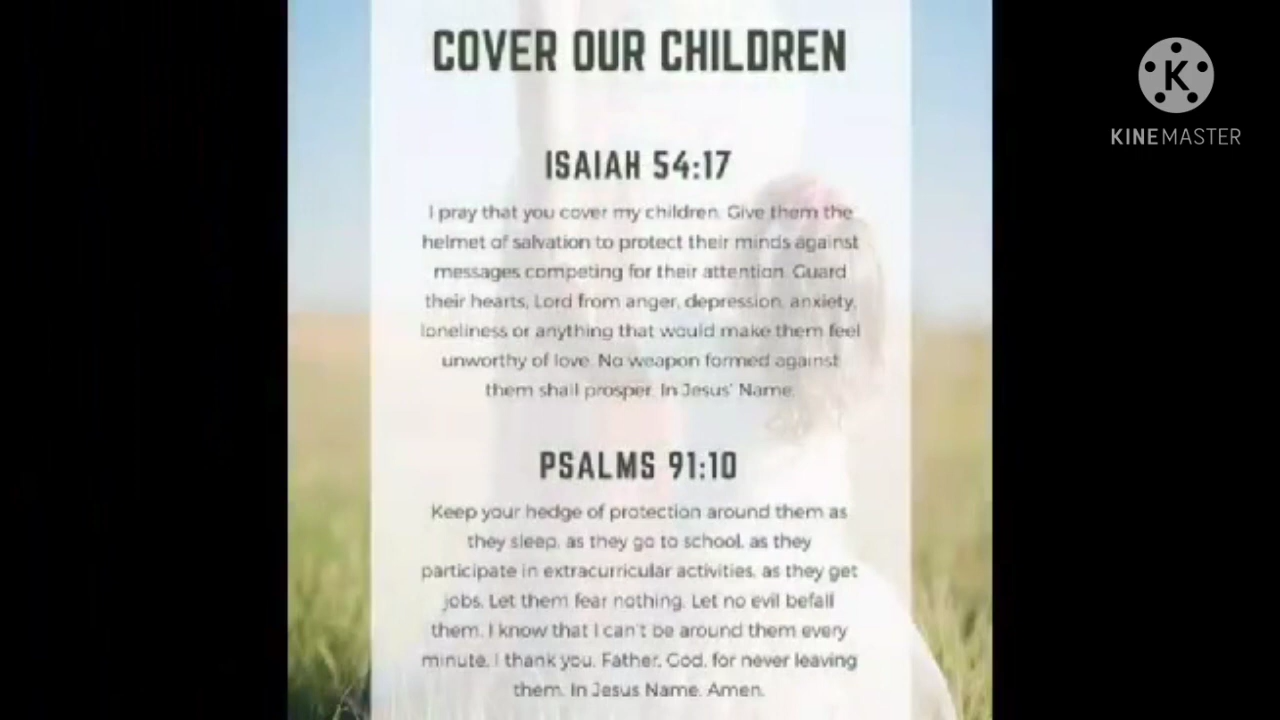 COVER OUR CHILDREN
K
KINEMASTER
ISAIAH 54:17
I pray that you cover my children. Give them the
helmet of salvation to protect their minds against
messages competing for their attention. Guard
their hearts, Lord from anger, depression, anxiety,
loneliness or anything that would make them feel
unworthy of love. No weapon formed against
them shall prosper. In Jesus' Name.
PSALMS 91:10
Keep your hedge of protection around them as
they sleep, as they go to school, as they
participate in extracurricular activities, as they get
jobs. Let them fear nothing. Let no evil befall
them. I know that I can't be around them every
minute. I thank you, Father, God, for never leaving
them. In Jesus Name. Amen.